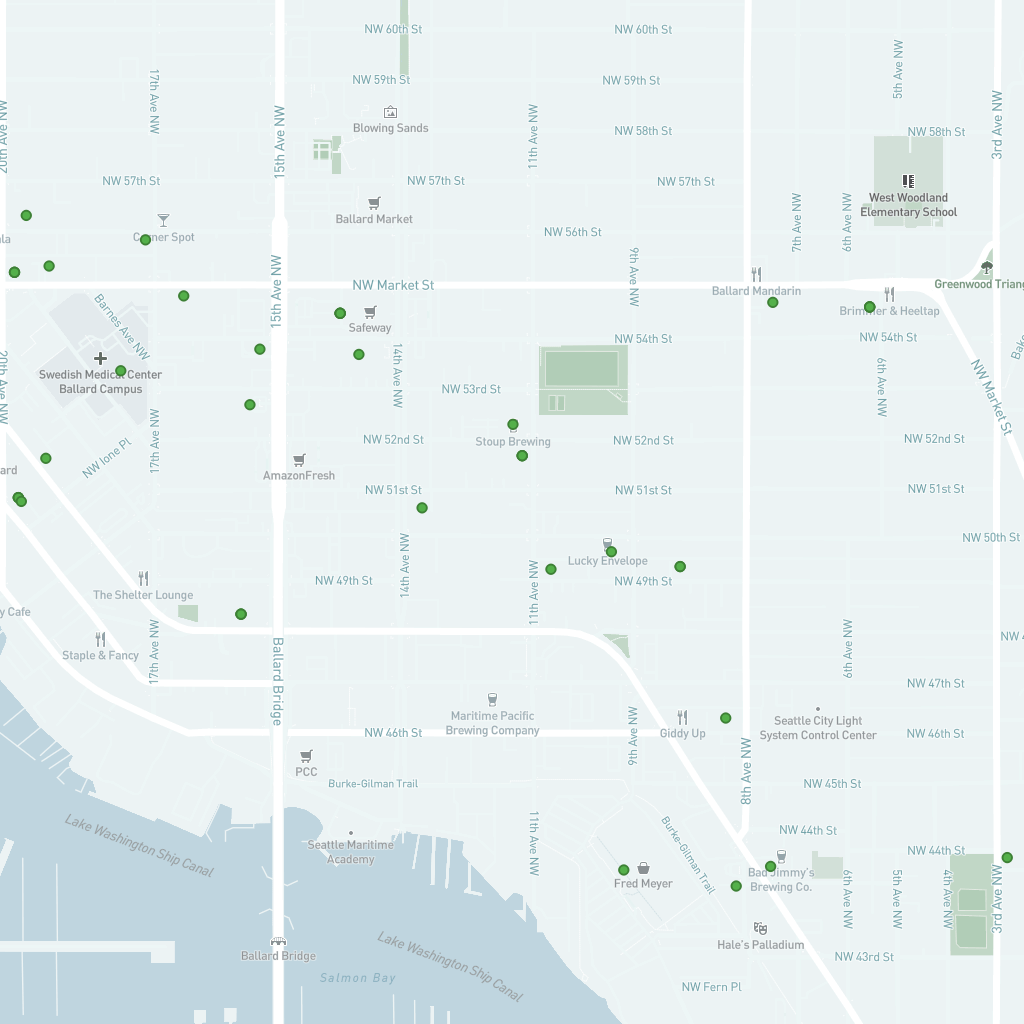 NW 60th St
NW 60th St
5th Ave NW
17th Ave NW
NW 59th St
NW 59th St
20th Ave NW
15th Ave NW
Blowing Sands
11th Ave NW
NW 58th St
3rd Ave NW
NW 58th St
NW 57th St
NW 57th St
NW 57th St
West Woodland
Elementary School
Ballard Market
7th Ave NW
6th Ave NW
Corner Spot
ala
NW 56th St
15th Ave NW
9th Ave NW
NW Market St
Ballard Mandarin
Greenwood Triang
Brimmer & Heeltap
Barnes Ave NW
Safeway
NW 54th St
NW 54th St
Bake
20th Ave NW
Swedish Medical Center
Ballard Campus
14th Ave NW
NW 53rd St
6th Ave NW
NW Market St
17th Ave NW
NW Ione Pl
NW 52nd St
Stoup Brewing
NW 52nd St
NW 52nd St
ard
AmazonFresh
NW 51st St
NW 51st St
NW 51st St
NW 50th St
14th Ave NW
Lucky Envelope
11th Ave NW
NW 49th St
NW 49th St
The Shelter Lounge
y Cafe
17th Ave NW
Staple & Fancy
6th Ave NW
NW 4
Ballard Bridge
NW 47th St
Maritime Pacific
Brewing Company
9th Ave NW
Giddy Up
Seattle City Light
System Control Center
NW 46th St
NW 46th St
8th Ave NW
PCC
Burke-Gilman Trail
NW 45th St
Lake Washington Ship Canal
Seattle Maritime
Academy
11th Ave NW
Burke-Gilman Trail
NW 44th St
NW 44th St
Fred Meyer
Bad Jimmy's
Brewing Co.
6th Ave NW
5th Ave NW
4th Ave NW
3rd Ave NW
Ballard Bridge
Lake Washington Ship Canal
Hale's Palladium
NW 43rd St
Salmon Bay
NW Fern Pl